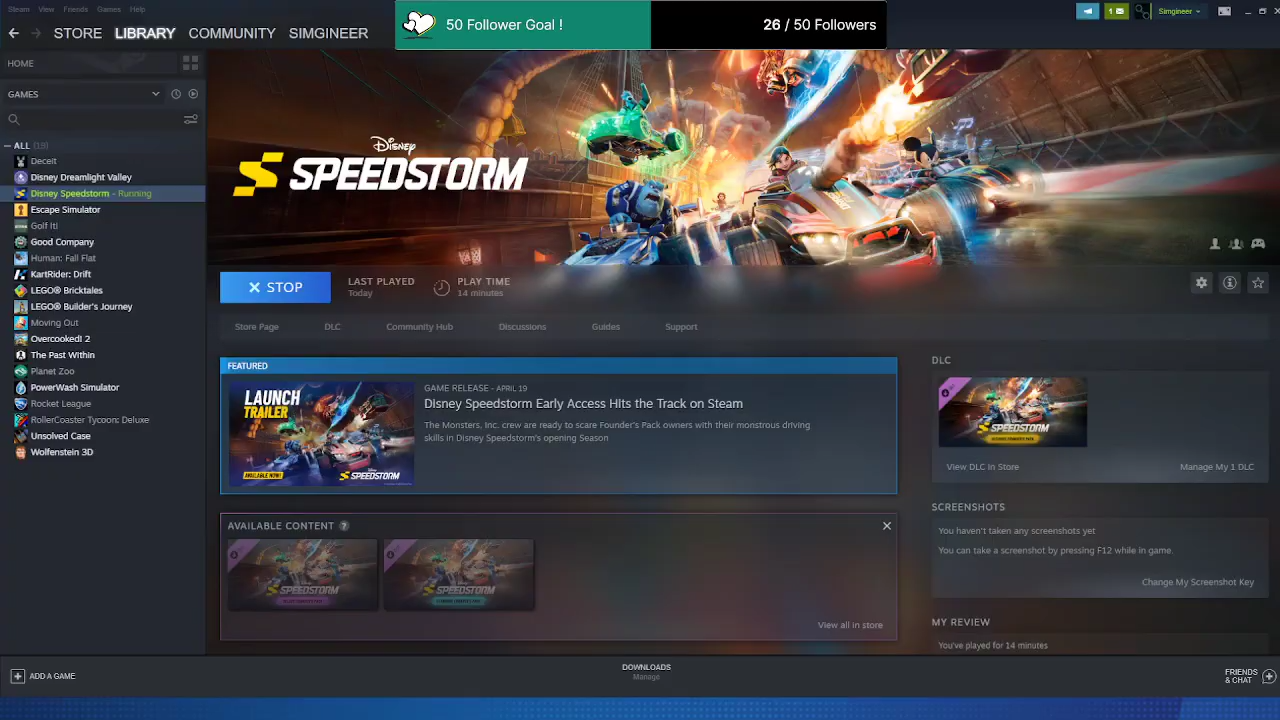 Steam View Friends Games Help
50 Follower Goal !
26 / 50 Followers
1
Simgineer
STORE LIBRARY COMMUNITY SIMGINEER
HOME
GAMES
ALL (19)
Deceit
Disney Dreamlight Valley
Disney Speedstorm - Running
Escape Simulator
Golf It!
Good Company
Human: Fall Flat
KartRider: Drift
LEGO® Bricktales
LEGO® Builder's Journey
Moving Out
Overcooked! 2
The Past Within
Planet Zoo
PowerWash Simulator
Rocket League
RollerCoaster Tycoon: Deluxe
Unsolved Case
Wolfenstein 3D
Disney
SPEEDSTORM
STOP
LAST PLAYED
Today
PLAY TIME
14 minutes
Store Page DLC Community Hub Discussions Guides Support
FEATURED
LAUNCH
TRAILER
AVAILABLE NOW!
SPEEDSTORM
GAME RELEASE - APRIL 19
Disney Speedstorm Early Access Hits the Track on Steam
The Monsters, Inc. crew are ready to scare Founder's Pack owners with their monstrous driving
skills in Disney Speedstorm's opening Season
AVAILABLE CONTENT ?
SPEEDSTORM
SPEEDSTORM
View all in store
DLC
SPEEDSTORM
View DLC In Store
Manage My 1 DLC
SCREENSHOTS
You haven't taken any screenshots yet
You can take a screenshot by pressing F12 while in game.
Change My Screenshot Key
MY REVIEW
You've played for 14 minutes
ADD A GAME
DOWNLOADS
Manage
FRIENDS
& CHAT